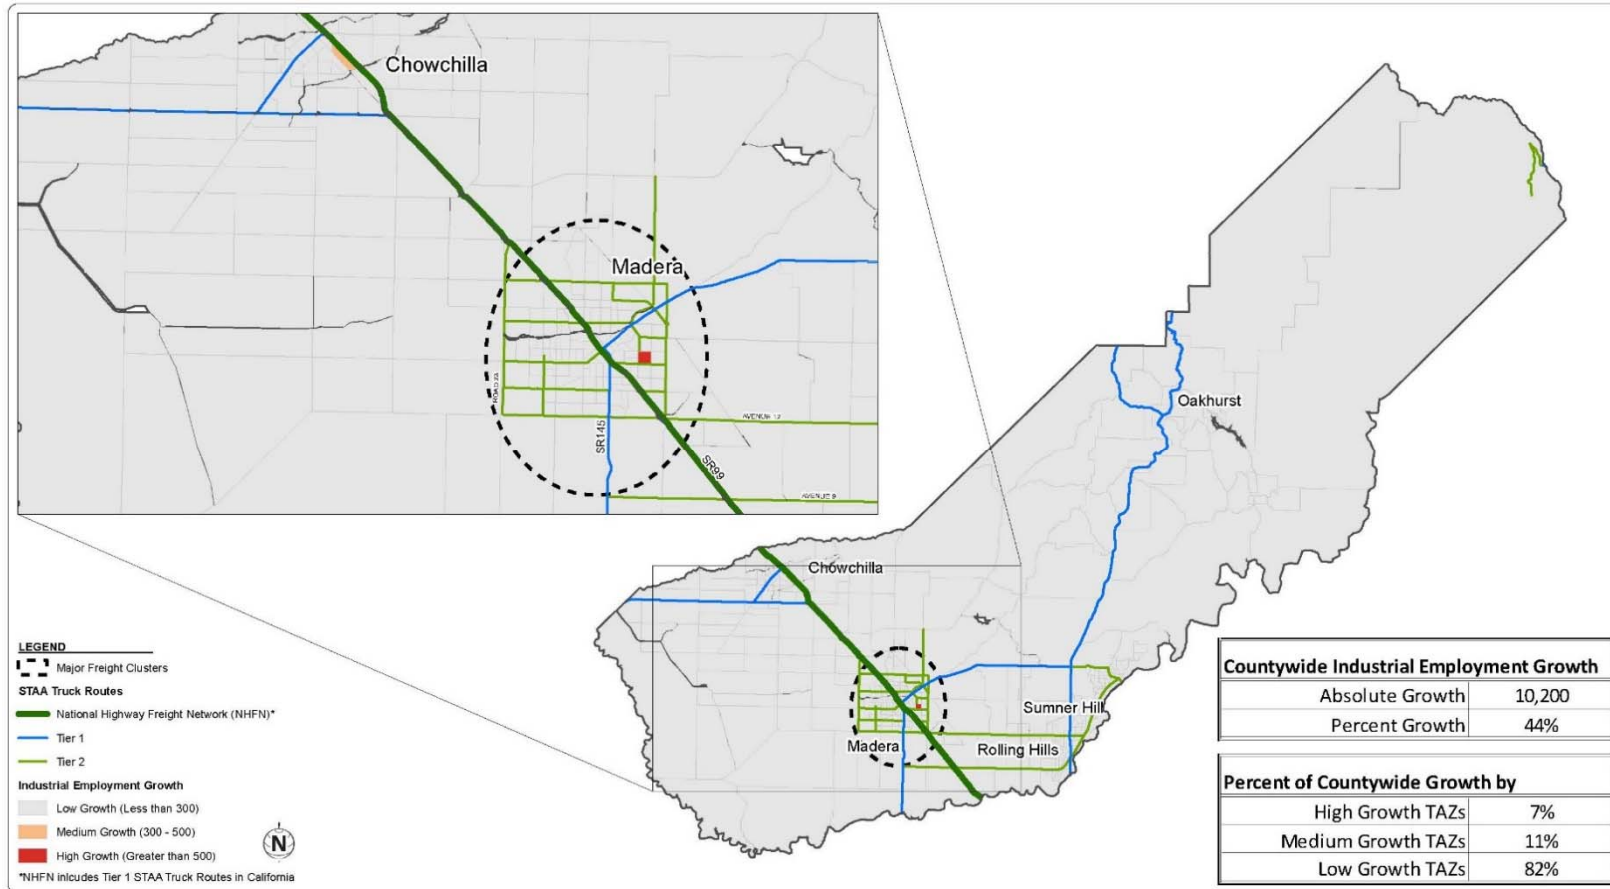 Chowchilla
Madera
ROAD 23
AVENUE 12
SR145
SR99
AVENUE 9
Oakhurst
Chowchilla
Sumner Hill
Madera
Rolling Hills
LEGEND
Major Freight Clusters
STAA Truck Routes
National Highway Freight Network (NHFN)*
Tier 1
Tier 2
Industrial Employment Growth
Low Growth (Less than 300)
Medium Growth (300 - 500)
High Growth (Greater than 500)
N
*NHFN inlcudes Tier 1 STAA Truck Routes in California
Countywide Industrial Employment Growth
Absolute Growth 10,200
Percent Growth 44%
Percent of Countywide Growth by
High Growth TAZs 7%
Medium Growth TAZs 11%
Low Growth TAZs 82%